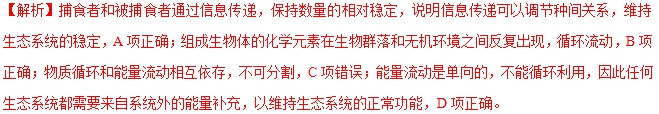 【解析】捕食者和被捕食者通过信息传递，保持数量的相对稳定，说明信息传递可以调节种间关系，维持
生态系统的稳定，A 项正确；组成生物体的化学元素在生物群落和无机环境之间反复出现，循环流动，B 项
正确；物质循环和能量流动相互依存，不可分割，C 项错误；能量流动是单向的，不能循环利用，因此任何
生态系统都需要来自系统外的能量补充，以维持生态系统的正常功能，D 项正确。